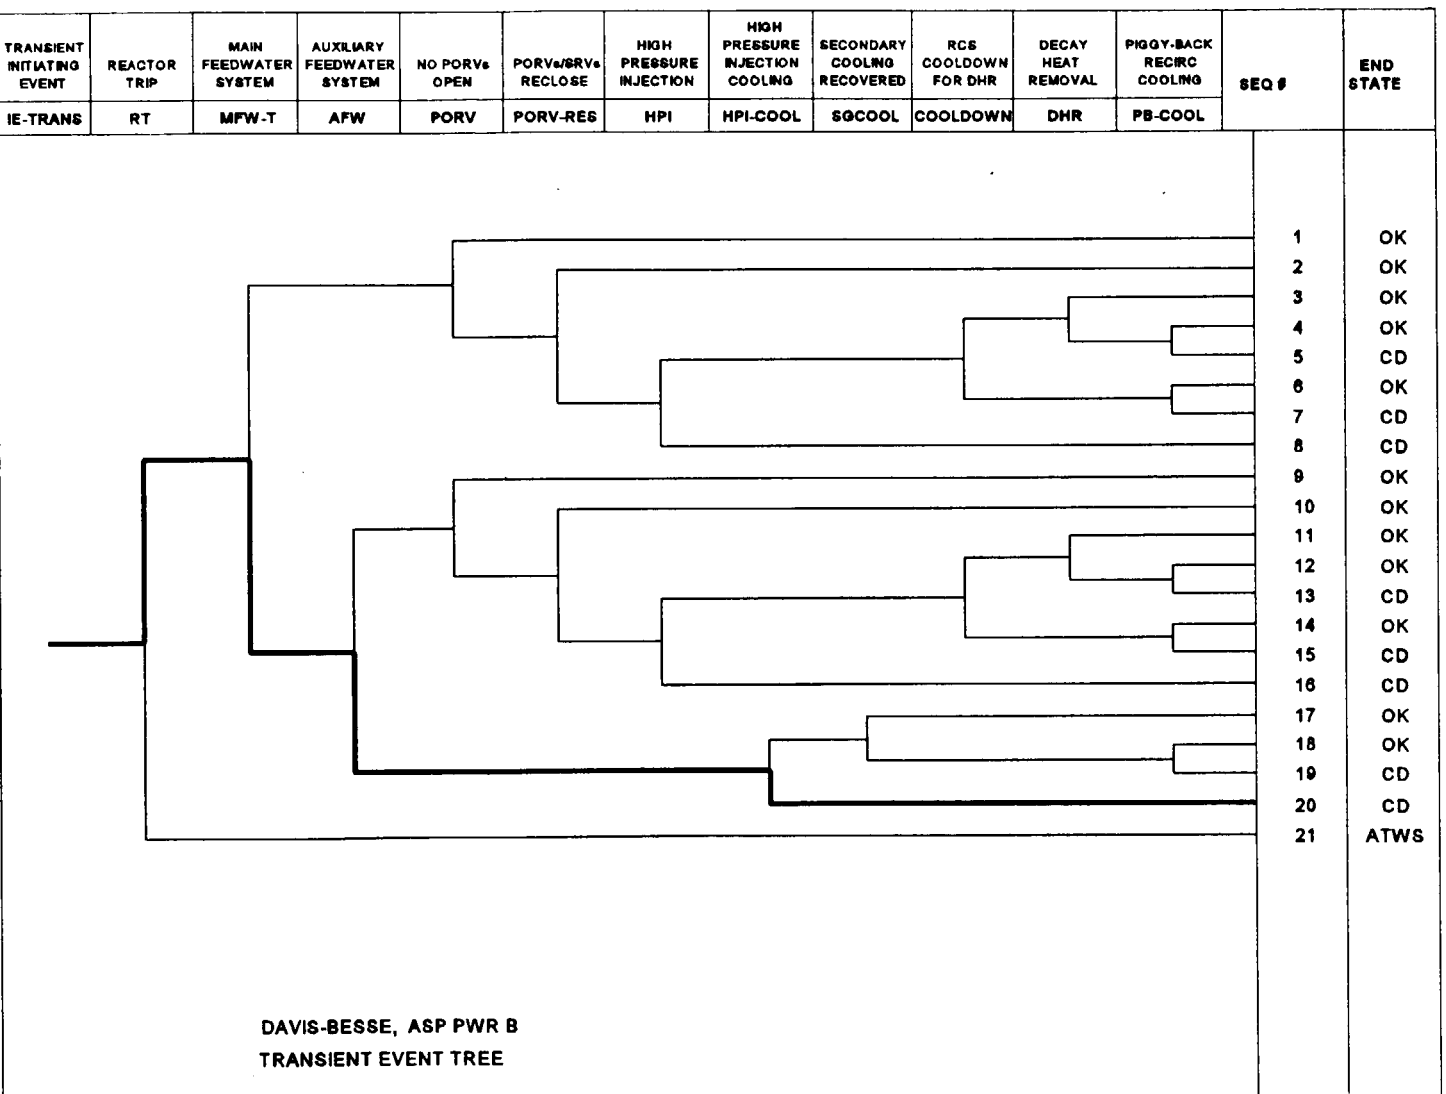 TRANSIENT INITIATING EVENT
REACTOR TRIP
MAIN FEEDWATER SYSTEM
AUXILIARY FEEDWATER SYSTEM
NO PORVs OPEN
PORVs/SRVs RECLOSE
HIGH PRESSURE INJECTION
HIGH PRESSURE INJECTION COOLING
SECONDARY COOLING RECOVERED
RCS COOLDOWN FOR DHR
DECAY HEAT REMOVAL
PIGGY-BACK RECIRC COOLING
SEQ #
END STATE
IE-TRANS RT MFW-T AFW PORV PORV-RES HPI HPI-COOL SGCOOL COOLDOWN DHR PB-COOL
1 OK
2 OK
3 OK
4 OK
5 CD
6 OK
7 CD
8 CD
9 OK
10 OK
11 OK
12 OK
13 CD
14 OK
15 CD
16 CD
17 OK
18 OK
19 CD
20 CD
21 ATWS
DAVIS-BESSE, ASP PWR B
TRANSIENT EVENT TREE